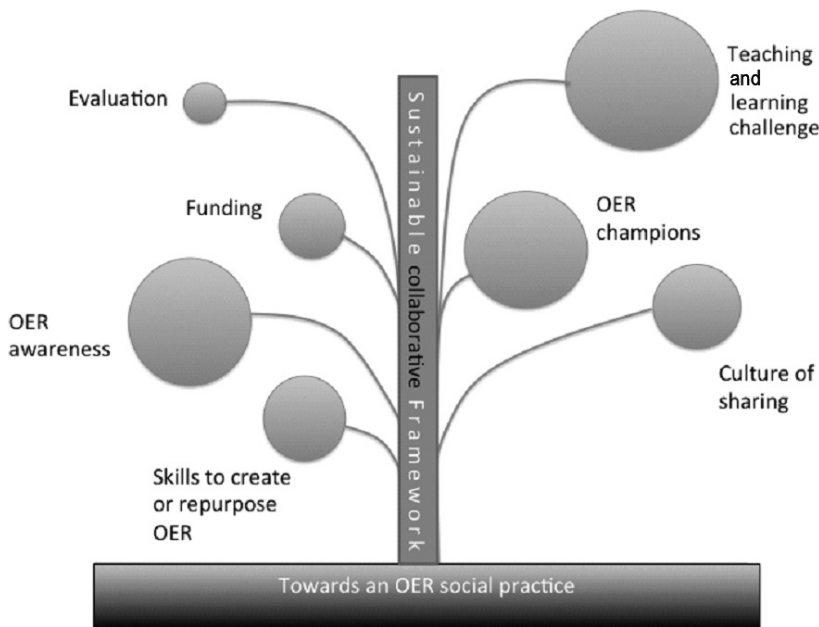 Teaching
and
learning
challenge
Evaluation
Sustainable collaborative Framework
Funding
OER
champions
OER
awareness
Culture of
sharing
Skills to create
or repurpose
OER
Towards an OER social practice